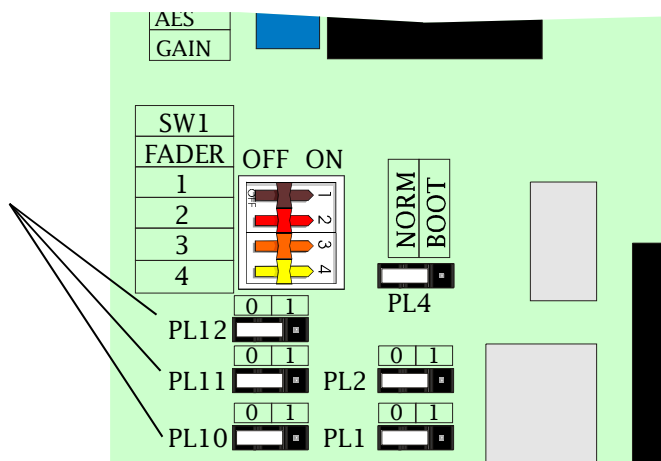 AES
GAIN
SW1
FADER OFF ON
1
2
3
4
OFF
1
2
3
4
NORM
BOOT
PL4
0 1
PL12
0 1
PL11
0 1
PL2
0 1
PL10
0 1
PL1